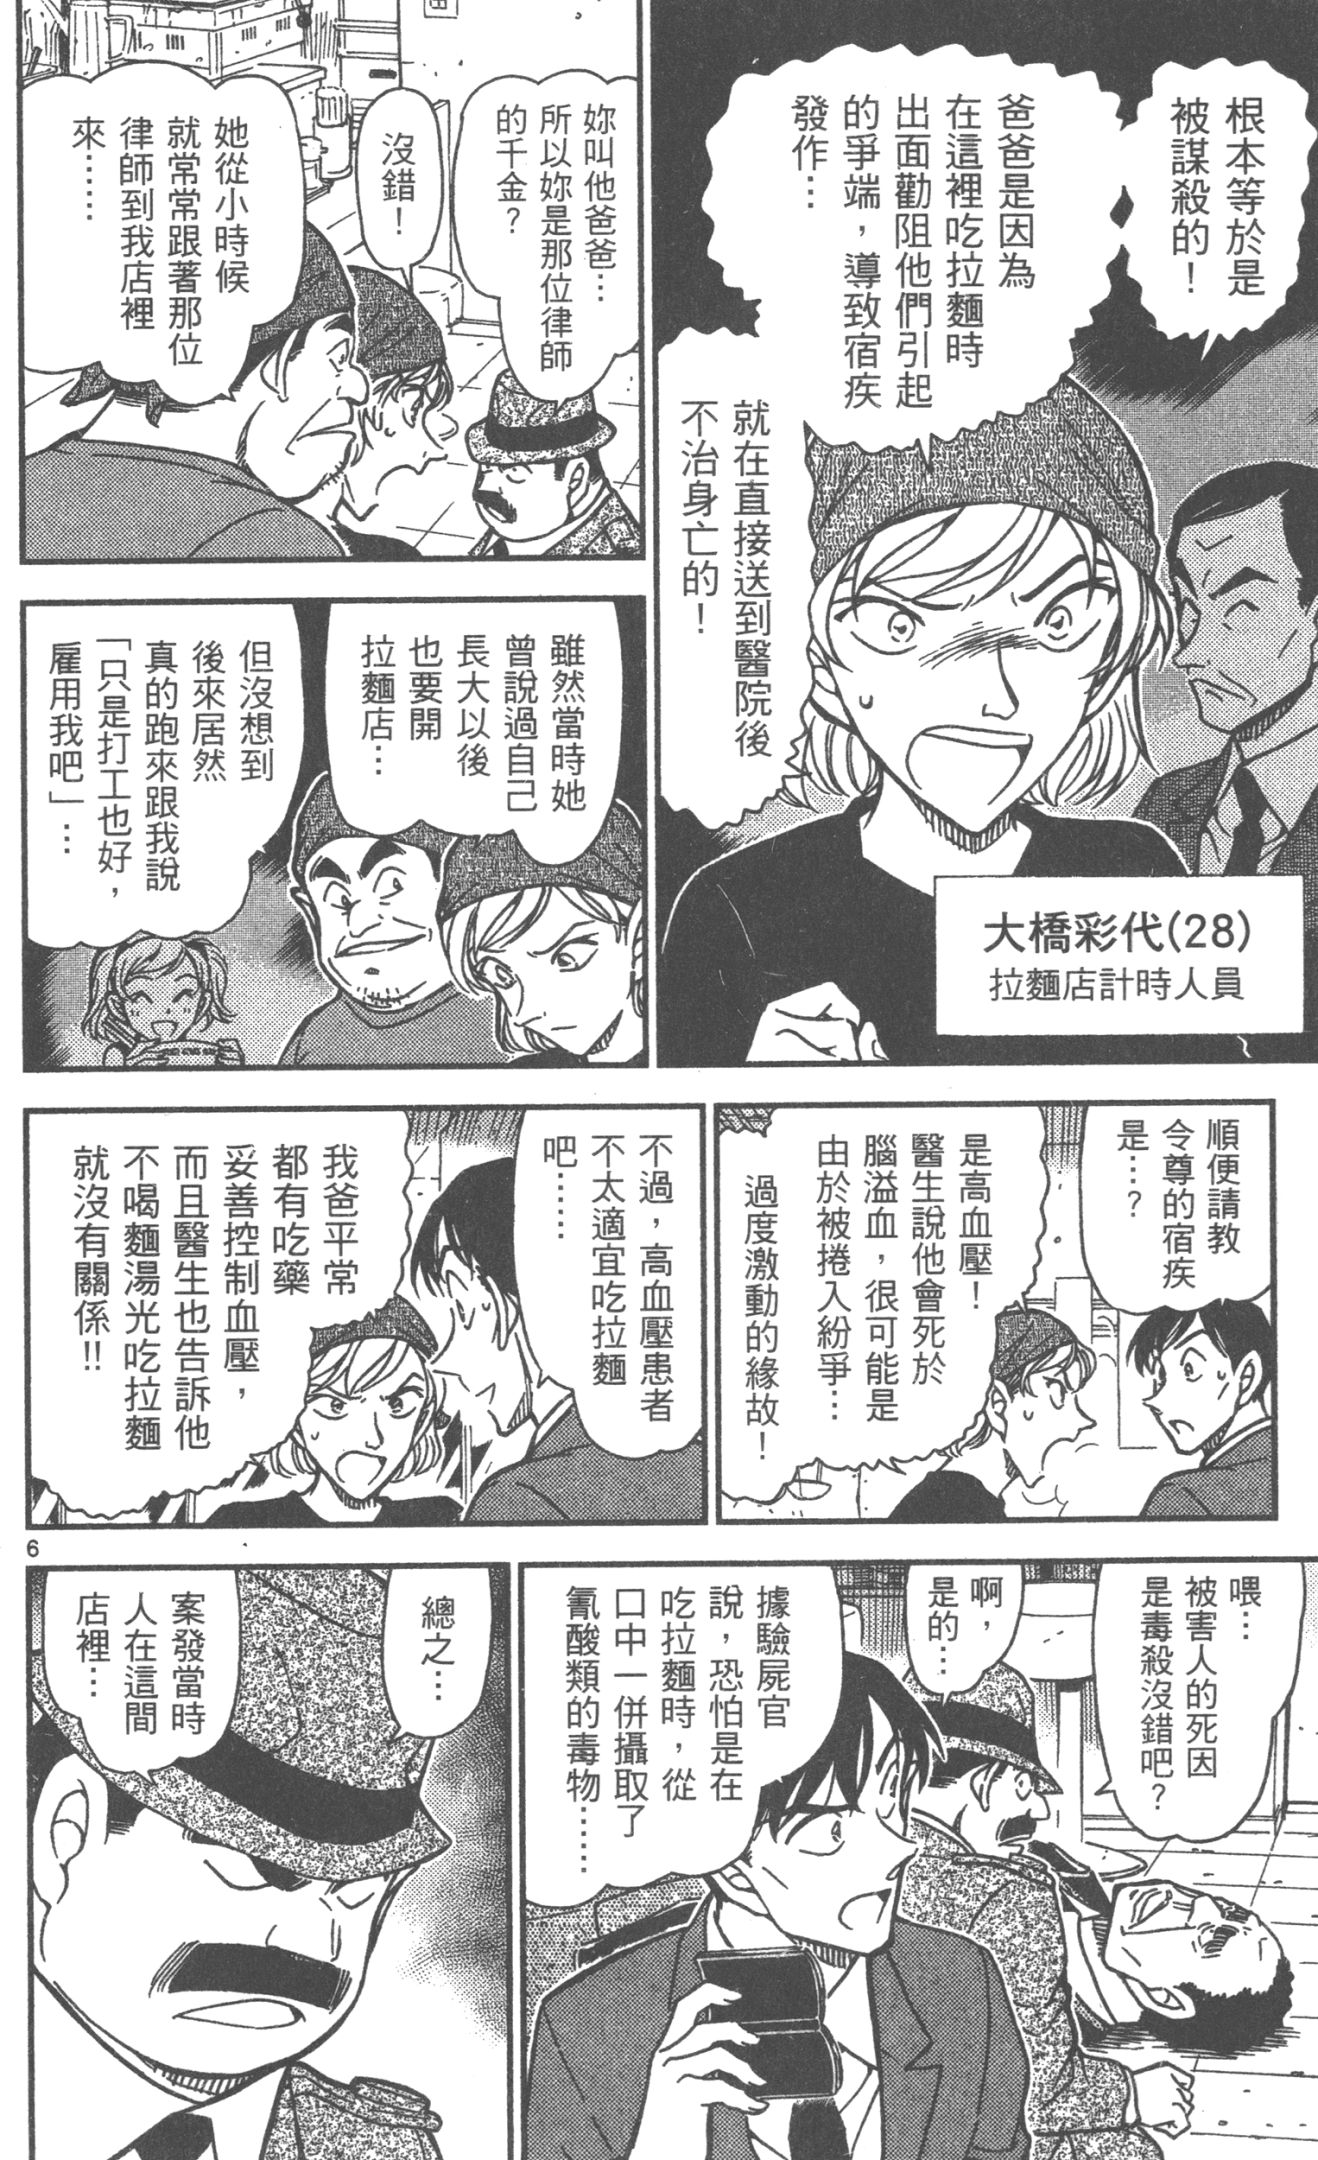 根本等於是
被謀殺的！
爸爸是因為
在這裡吃拉麵時
出面勸阻他們引起
的爭端，導致宿疾
發作…
就在直接送到醫院後
不治身亡的！
大橋彩代(28)
拉麵店計時人員
妳叫他爸爸…
所以妳是那位律師
的千金？
沒錯！
她從小時候
就常常跟著那位
律師到我店裡
來……
雖然當時她
曾說過自己
長大以後
也要開
拉麵店…
但沒想到
後來居然
真的跑來跟我說
「只是打工也好，
雇用我吧」…
順便請教
令尊的宿疾
是…？
是高血壓！
醫生說他會死於
腦溢血，很可能是
由於被捲入紛爭…
過度激動的緣故！
不過，高血壓患者
不太適宜吃拉麵
吧……
我爸平常
都有吃藥
妥善控制血壓，
而且醫生也告訴他
不喝麵湯光吃拉麵
就沒有關係!!
6
喂…
被害人的死因
是毒殺沒錯吧？
啊，
是的…
據驗屍官
說，恐怕是在
吃拉麵時，從
口中一併攝取了
氰酸類的毒物……
總之…
案發當時
人在這間
店裡…